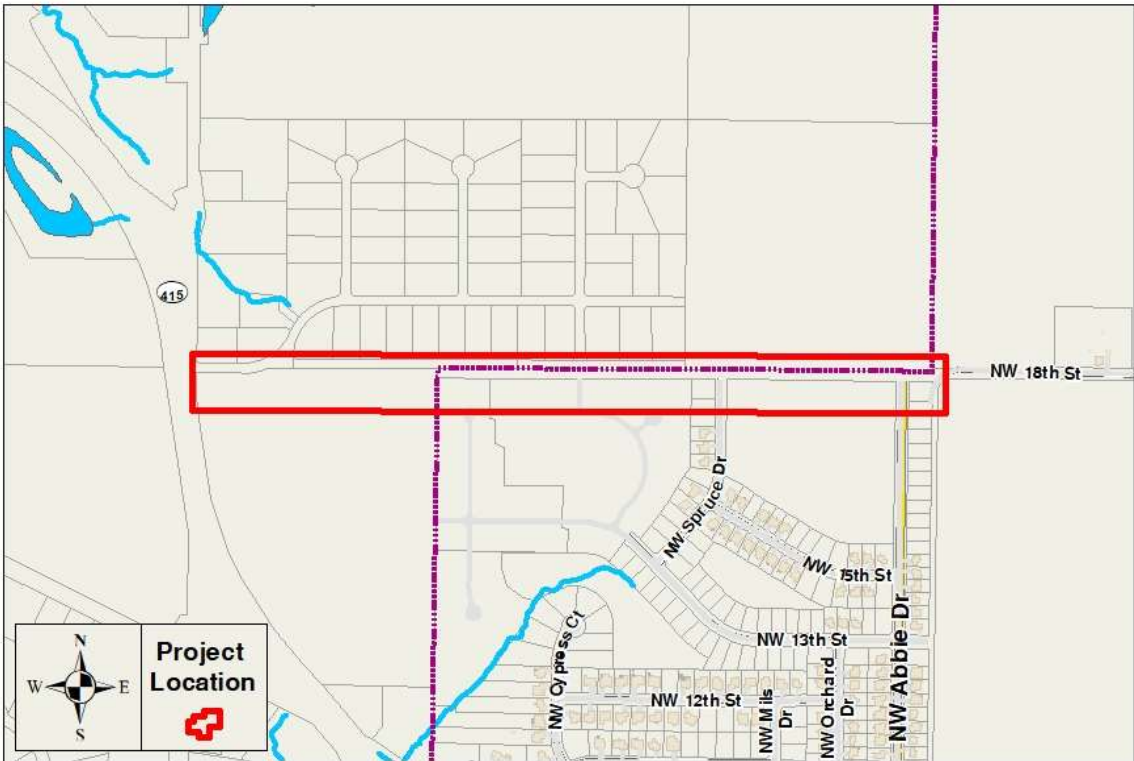 415
NW 18th St
NW Spruce Dr
NW 15th St
NW Cypress Ct
NW 13th St
NW 12th St
NW Mils
Dr
NW Orchard
Dr
NW Abbie Dr
N
W E
S
Project
Location